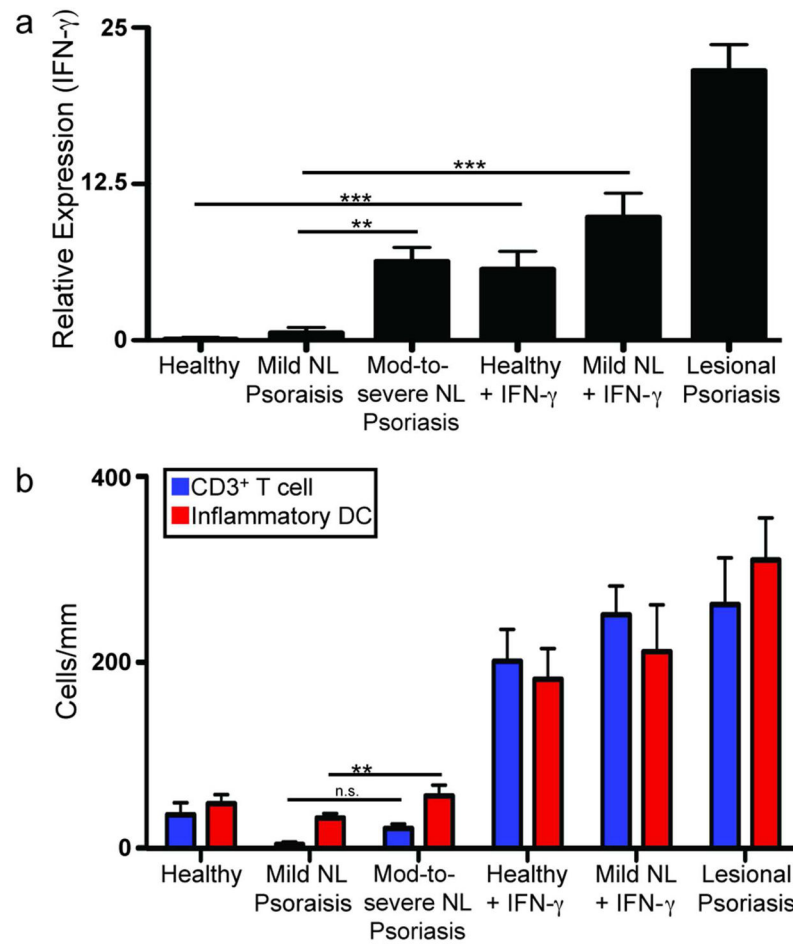 a
Relative Expression (IFN-γ)
25
12.5
0
***
***
**
Healthy
Mild NL
Psoraisis
Mod-to-
severe NL
Psoriasis
Healthy
+ IFN-γ
Mild NL
+ IFN-γ
Lesional
Psoriasis
b
CD3⁺ T cell
Inflammatory DC
Cells/mm
400
200
0
**
n.s.
Healthy
Mild NL
Psoraisis
Mod-to-
severe NL
Psoriasis
Healthy
+ IFN-γ
Mild NL
+ IFN-γ
Lesional
Psoriasis